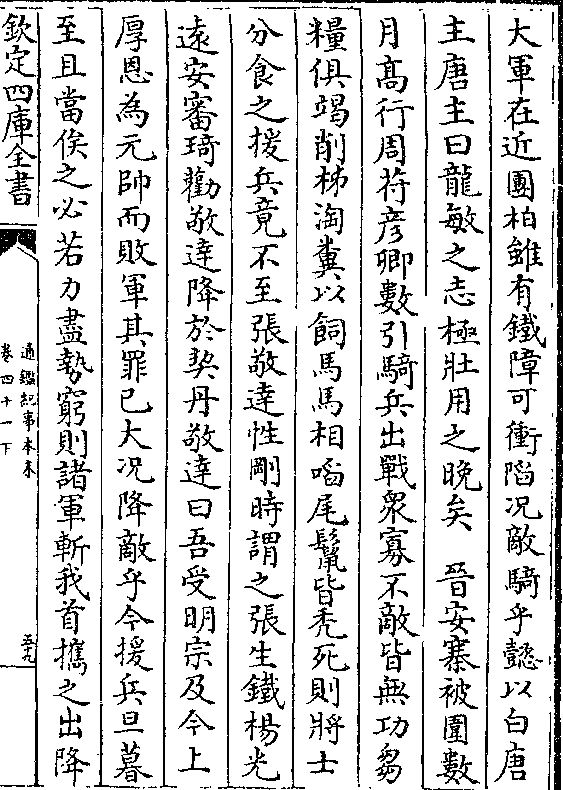 大軍在近團柏雖有鐵障可衝陷况敵騎乎懿以白唐
主唐主曰龍敏之志極壯用之晚矣　晉安寨被圍數
月髙行周苻彦卿數引騎兵出戰衆寡不敵皆無功芻
糧俱竭削柹淘糞以飼馬馬相㗖尾鬛皆秃死則將士
分食之援兵竟不至張敬達性剛時謂之張生鐵楊光
逺安審琦勸敬達降於契丹敬達曰吾受明宗及今上
厚恩為元帥而敗軍其罪已大况降敵乎今援兵旦暮
至且當俟之必若力盡勢窮則諸軍斬我首攜之出降
欽定四庫全書
通鑑紀事本末
卷四十一下
五九